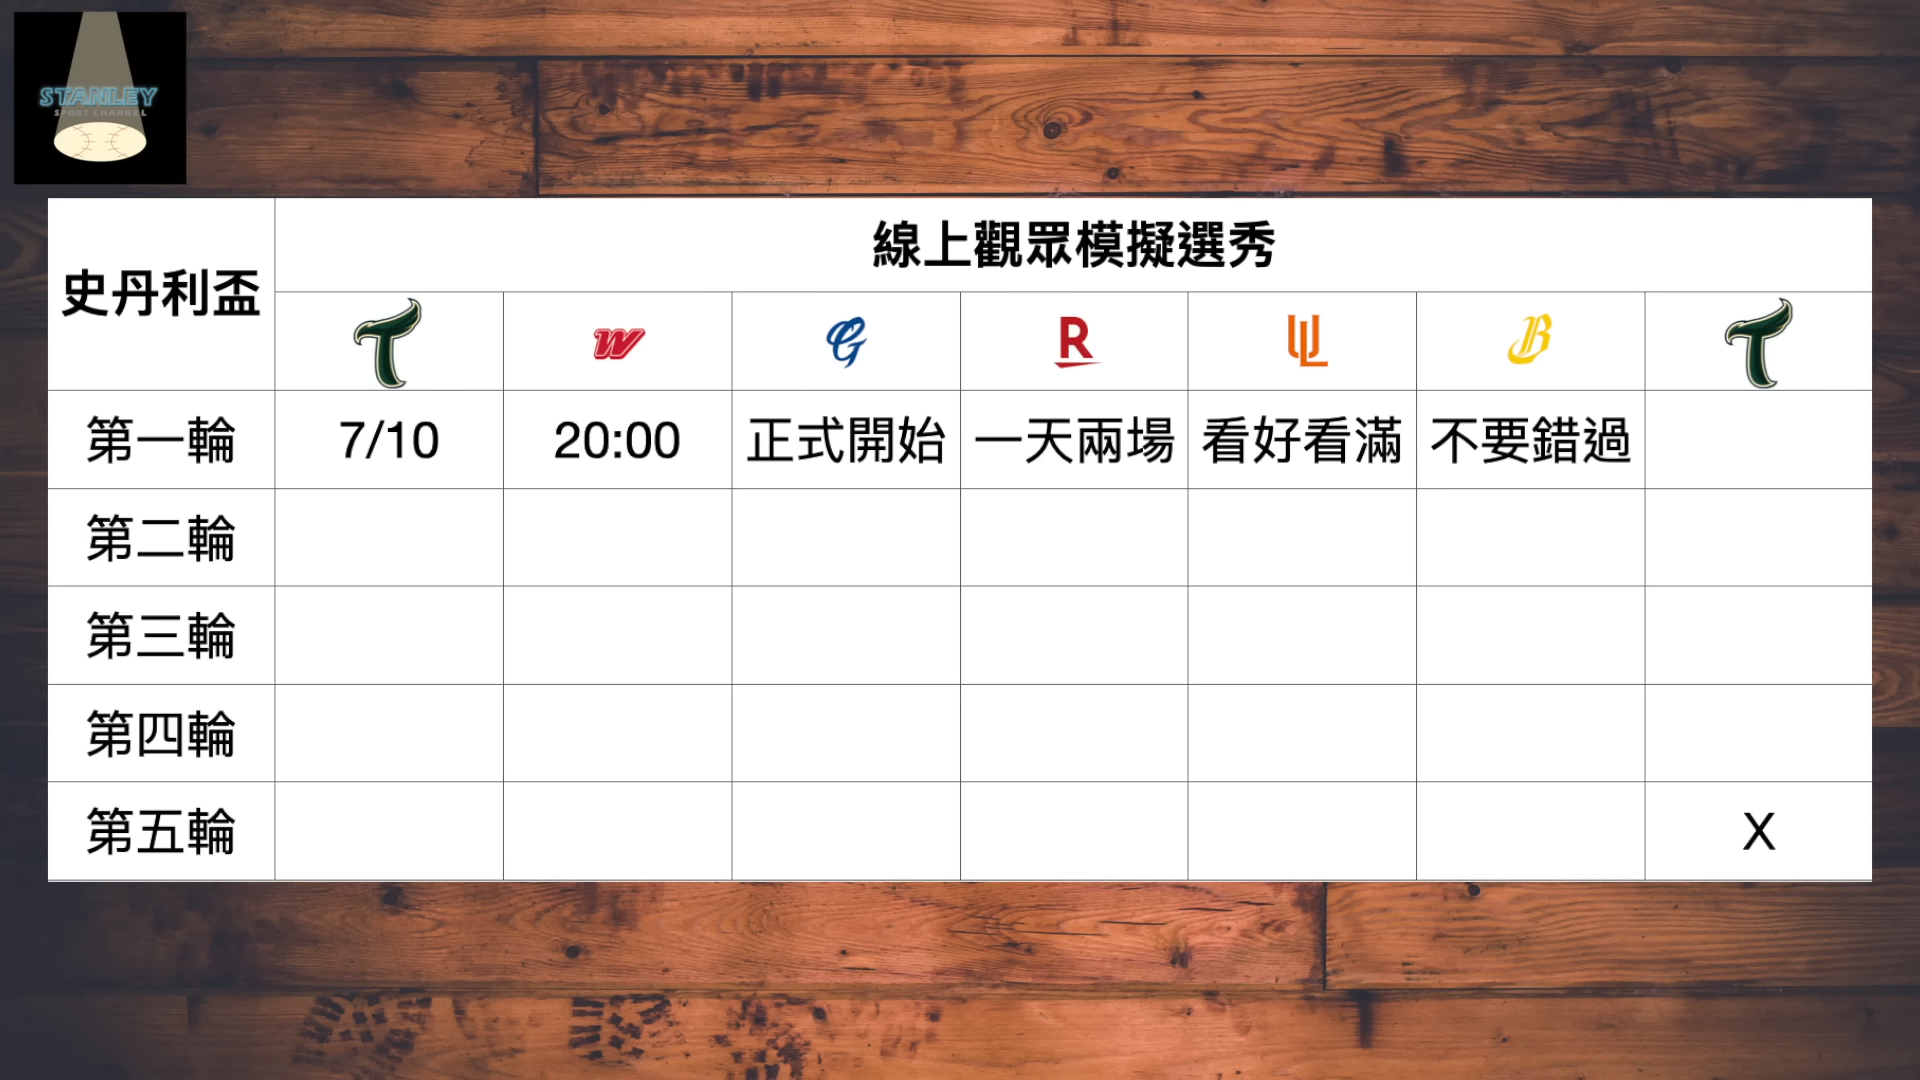 STANLEY
SPORT CHANNEL
史丹利盃
線上觀眾模擬選秀
T W G R UL B T
第一輪 7/10 20:00 正式開始 一天兩場 看好看滿 不要錯過
第二輪
第三輪
第四輪
第五輪 X